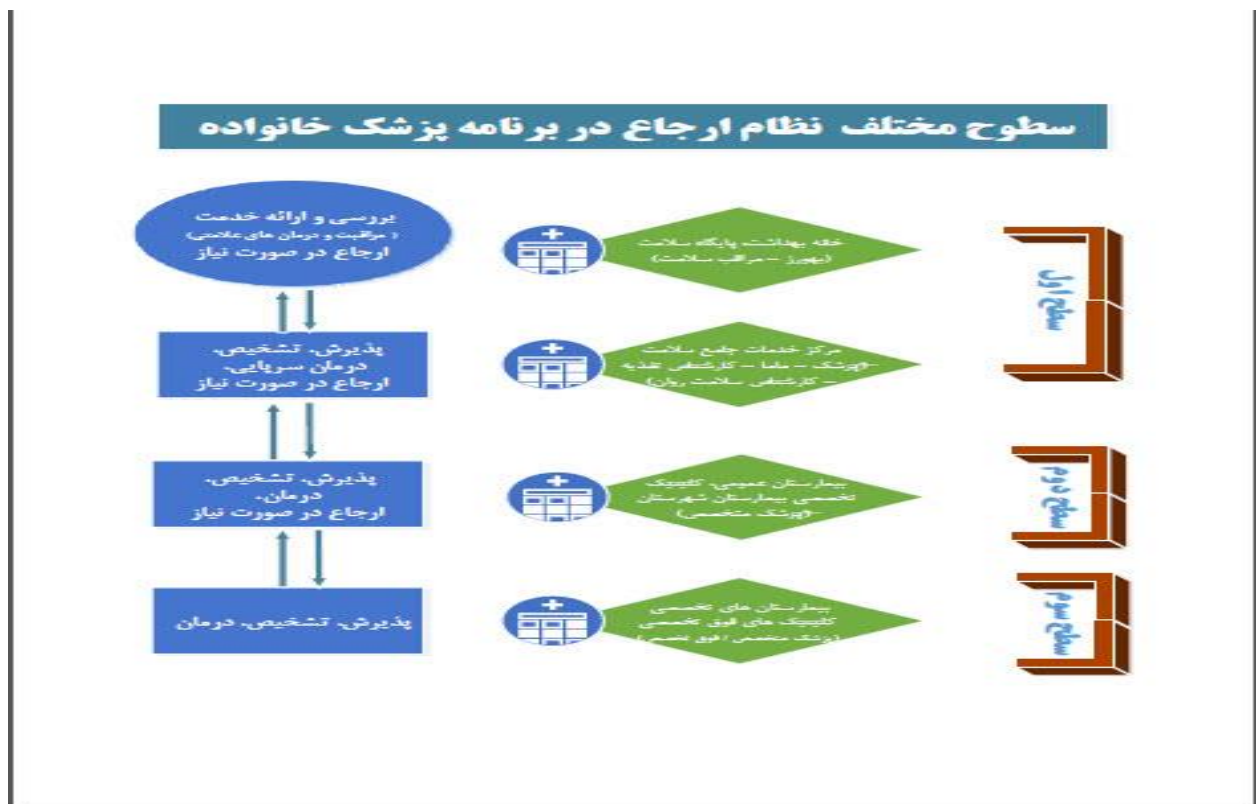 سطوح مختلف نظام ارجاع در برنامه پزشک خانواده
سطح اول
خانه بهداشت، پایگاه سلامت
(بهورز – مراقب سلامت)
بررسی و ارائه خدمت
( مراقبت و درمان های علامتی)
ارجاع در صورت نیاز
مرکز خدمات جامع سلامت
(پزشک – ماما – کارشناس تغذیه
– کارشناس سلامت روان)
پذیرش، تشخیص،
درمان سرپایی،
ارجاع در صورت نیاز
سطح دوم
بیمارستان عمومی، کلینیک
تخصصی بیمارستان شهرستان
(پزشک متخصص)
پذیرش، تشخیص،
درمان،
ارجاع در صورت نیاز
سطح سوم
بیمارستان های تخصصی
کلینیک های فوق تخصصی
(پزشک متخصص / فوق تخصص)
پذیرش، تشخیص، درمان